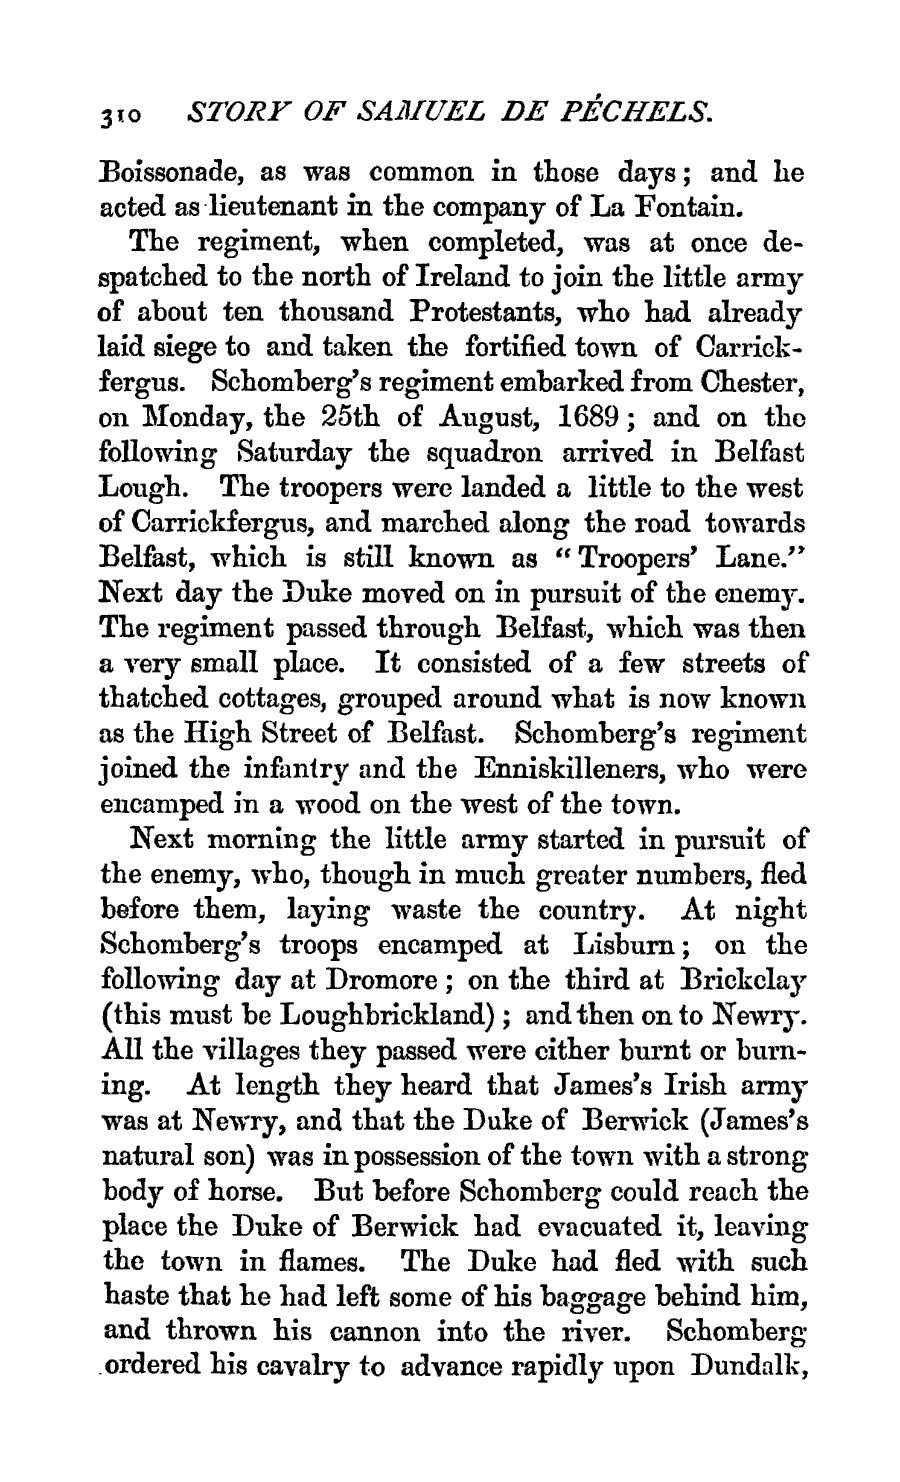 310 STORY OF SAMUEL DE PÉCHELS.
Boissonade, as was common in those days; and he
acted as lieutenant in the company of La Fontain.
The regiment, when completed, was at once de-
spatched to the north of Ireland to join the little army
of about ten thousand Protestants, who had already
laid siege to and taken the fortified town of Carrick-
fergus. Schomberg's regiment embarked from Chester,
on Monday, the 25th of August, 1689; and on the
following Saturday the squadron arrived in Belfast
Lough. The troopers were landed a little to the west
of Carrickfergus, and marched along the road towards
Belfast, which is still known as "Troopers' Lane."
Next day the Duke moved on in pursuit of the enemy.
The regiment passed through Belfast, which was then
a very small place. It consisted of a few streets of
thatched cottages, grouped around what is now known
as the High Street of Belfast. Schomberg's regiment
joined the infantry and the Enniskilleners, who were
encamped in a wood on the west of the town.
Next morning the little army started in pursuit of
the enemy, who, though in much greater numbers, fled
before them, laying waste the country. At night
Schomberg's troops encamped at Lisburn; on the
following day at Dromore; on the third at Brickclay
(this must be Loughbrickland); and then on to Newry.
All the villages they passed were either burnt or burn-
ing. At length they heard that James's Irish army
was at Newry, and that the Duke of Berwick (James's
natural son) was in possession of the town with a strong
body of horse. But before Schomberg could reach the
place the Duke of Berwick had evacuated it, leaving
the town in flames. The Duke had fled with such
haste that he had left some of his baggage behind him,
and thrown his cannon into the river. Schomberg
ordered his cavalry to advance rapidly upon Dundalk,